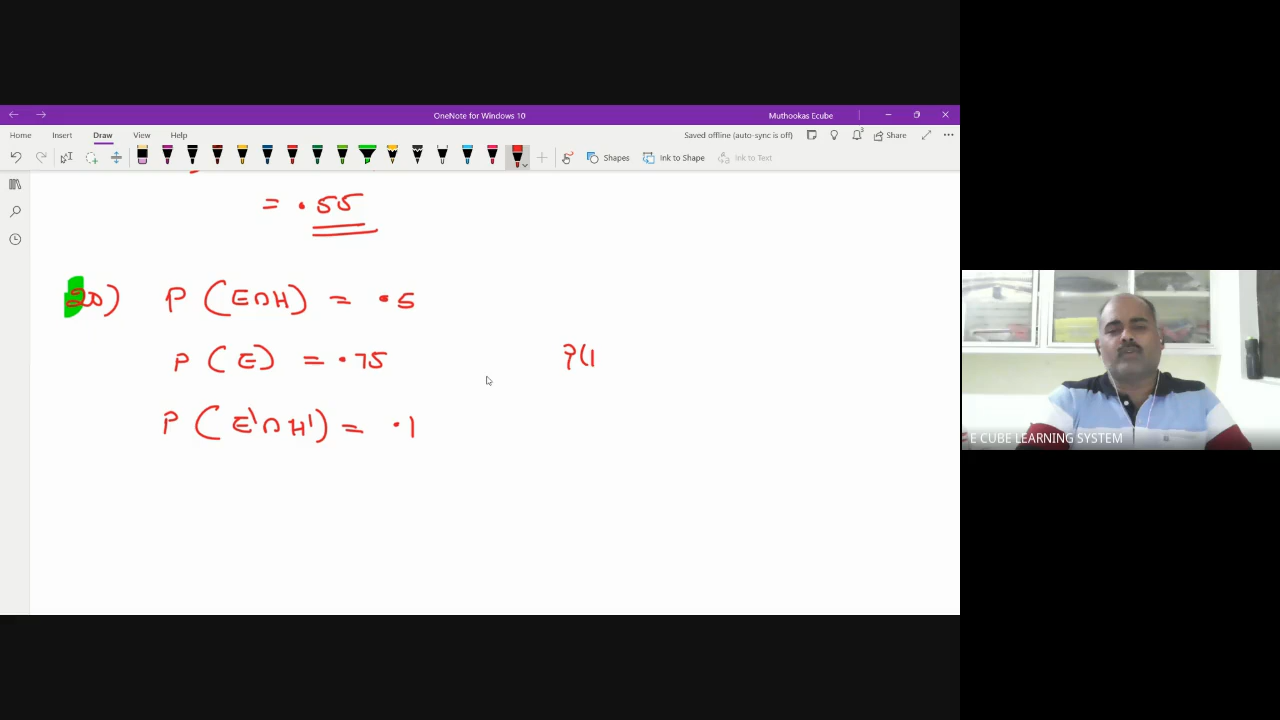 OneNote for Windows 10
Muthookas Ecube
Home Insert Draw View Help
Saved offline (auto-sync is off)
Share
Shapes
Ink to Shape
Ink to Text
= .55
20) P (E∩H) = .5
P (E) = .75
P(1
P (E'∩H') = .1
E CUBE LEARNING SYSTEM